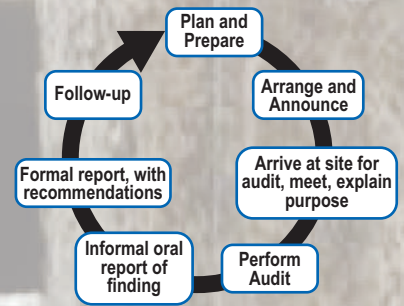 Plan and
Prepare
Arrange and
Announce
Arrive at site for
audit, meet, explain
purpose
Perform
Audit
Informal oral
report of
finding
Formal report, with
recommendations
Follow-up